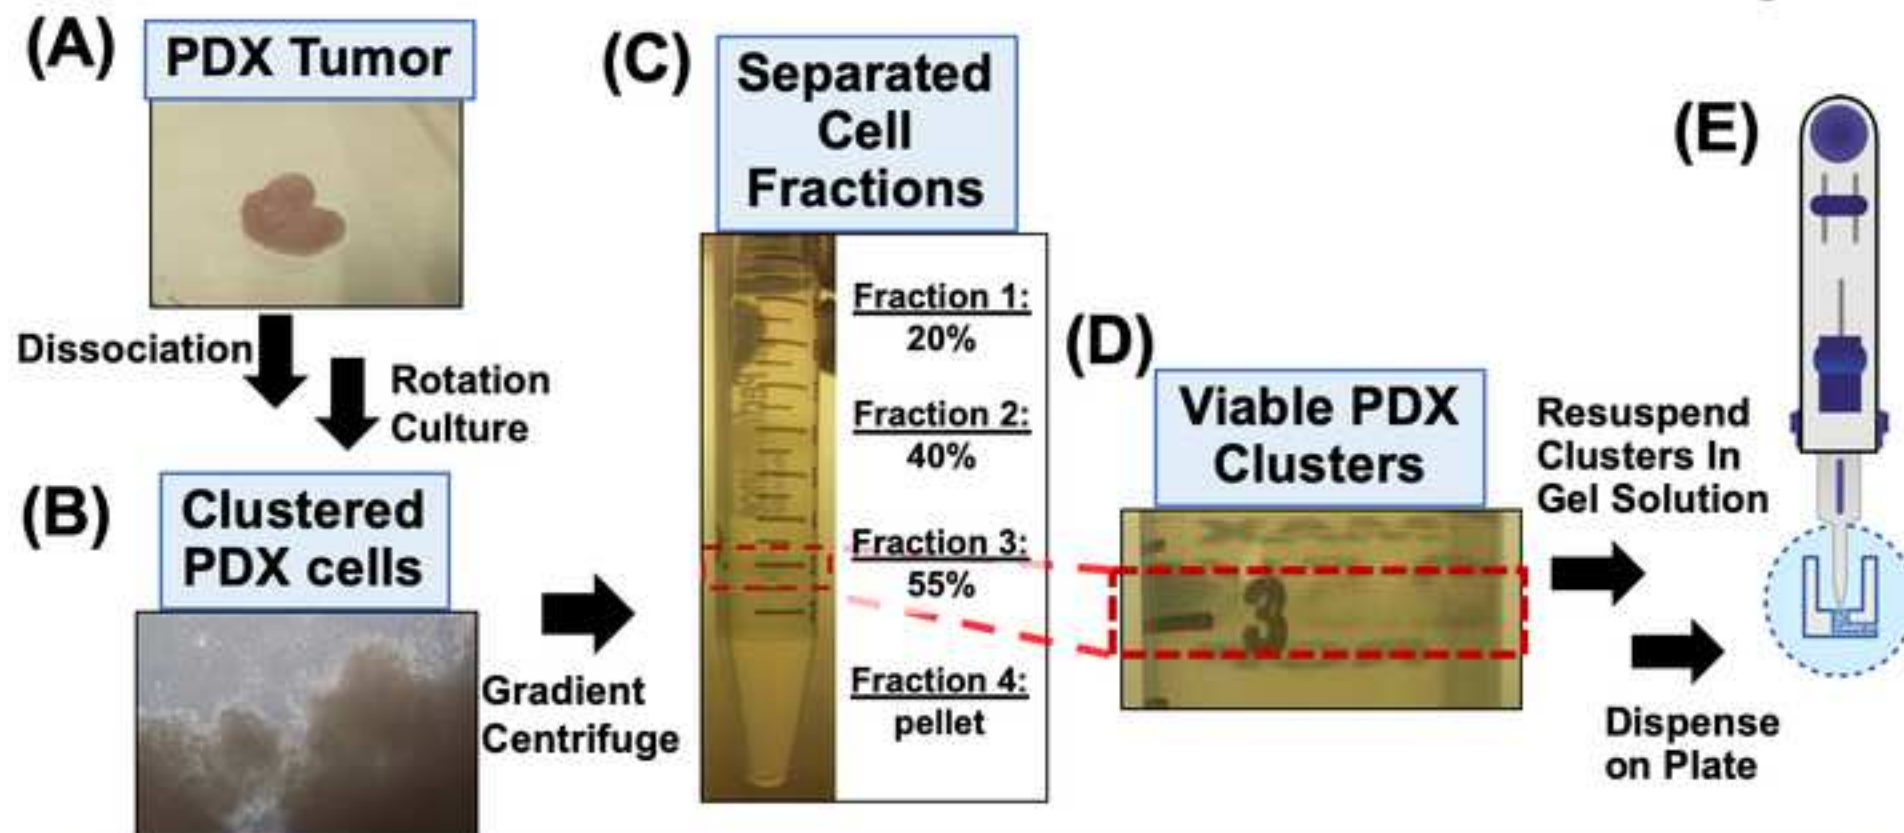 (A)
PDX Tumor
Dissociation
Rotation
Culture
(B)
Clustered
PDX cells
Gradient
Centrifuge
(C)
Separated
Cell
Fractions
Fraction 1:
20%
Fraction 2:
40%
Fraction 3:
55%
Fraction 4:
pellet
(D)
Viable PDX
Clusters
3
Resuspend
Clusters In
Gel Solution
Dispense
on Plate
(E)